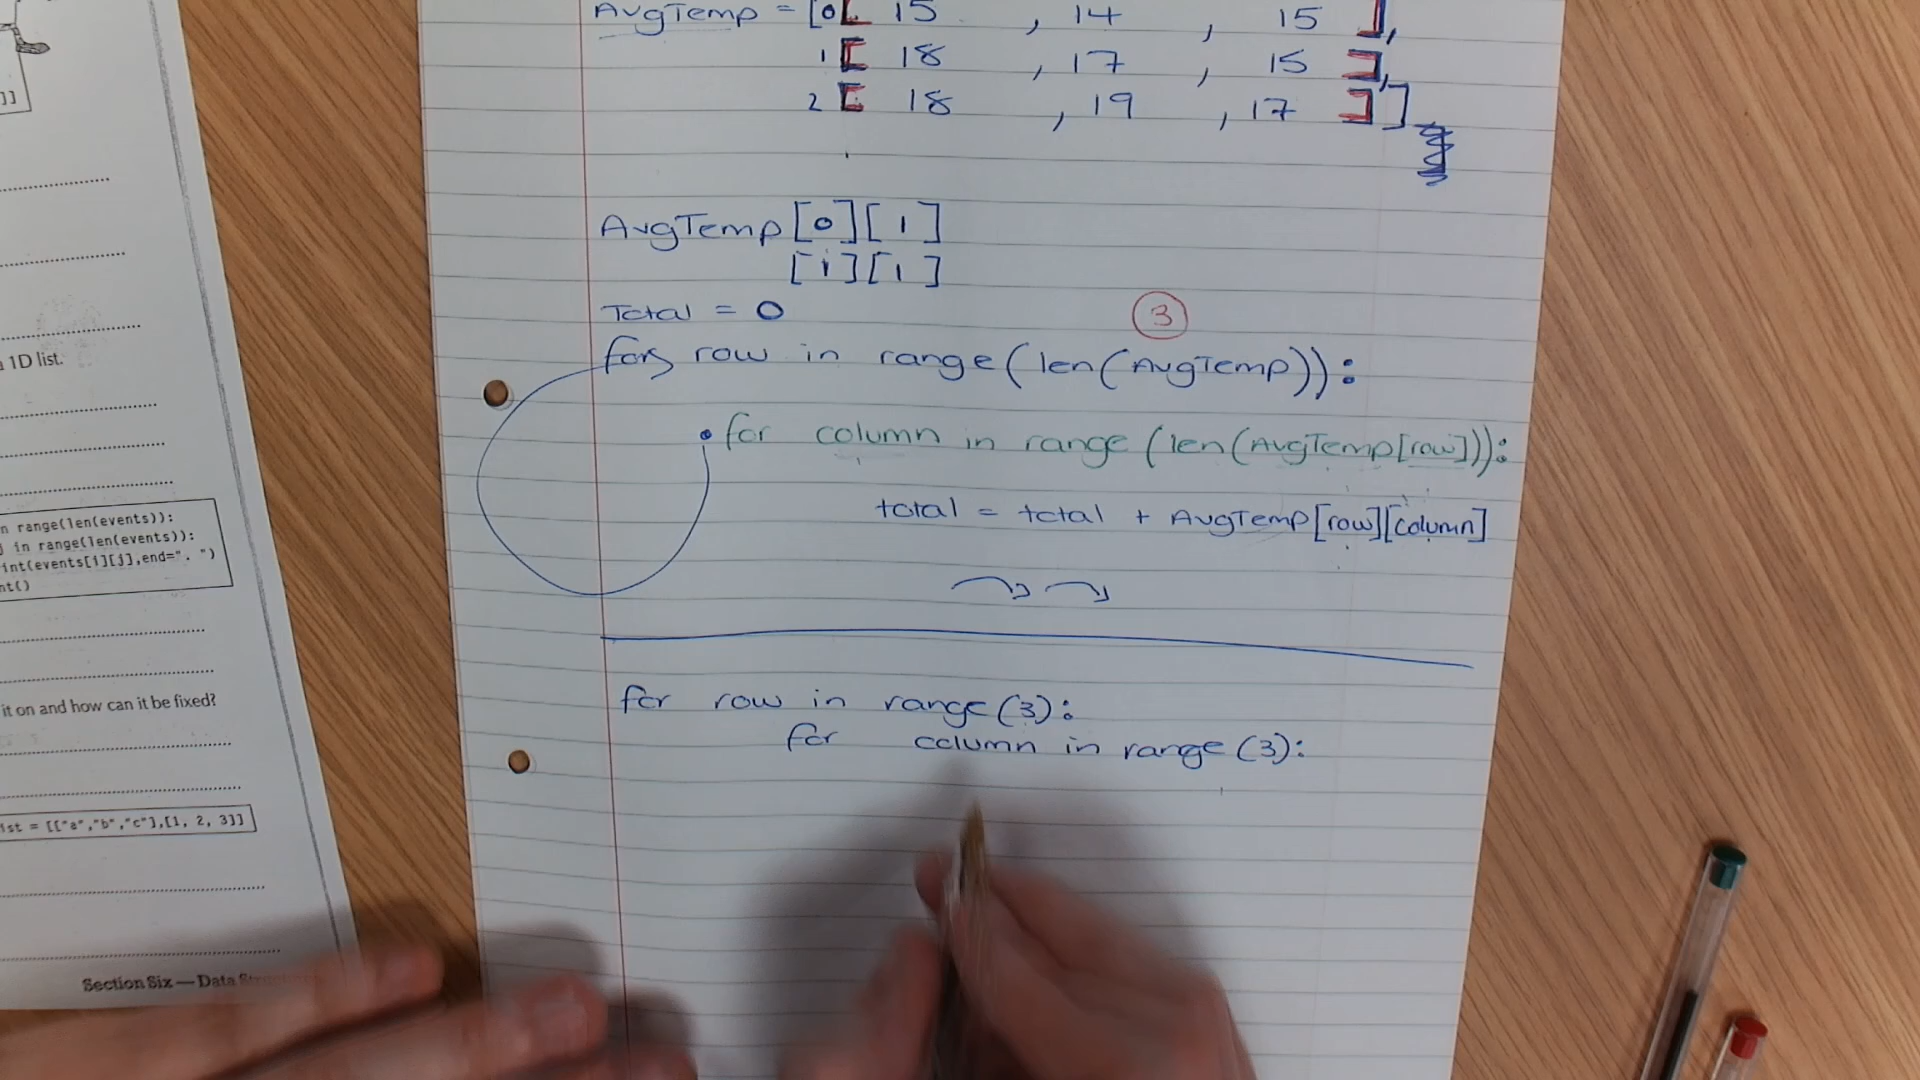 ]]
a 1D list.
n range(len(events)):
j in range(len(events)):
int(events[i][j],end=". ")
nt()
it on and how can it be fixed?
ist = [["a","b","c"],[1, 2, 3]]
Section Six — Data
AvgTemp = [0[ 15 , 14 , 15 ],
1 [ 18 , 17 , 15 ],
2 [ 18 , 19 , 17 ]]
AvgTemp[0][1]
[i][1]
Total = 0
3
for row in range(len(AvgTemp)):
for column in range(len(AvgTemp[row])):
total = total + AvgTemp[row][column]
for row in range(3):
for column in range(3):